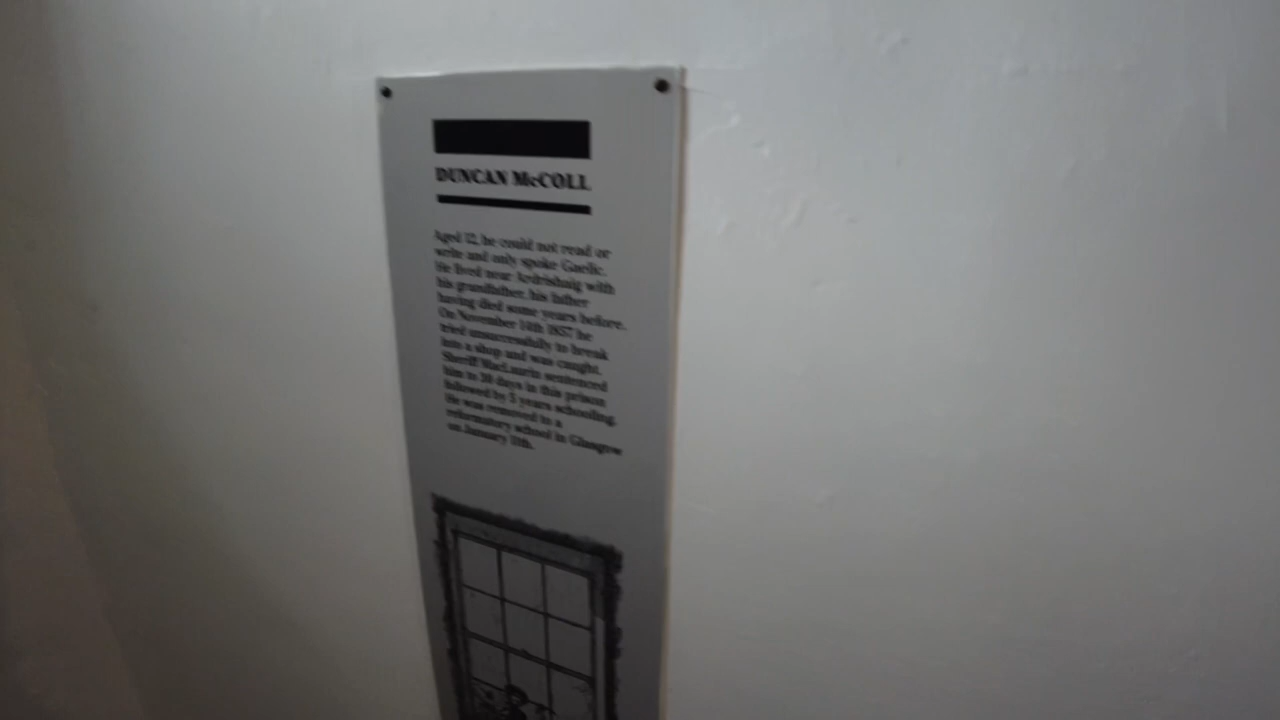 DUNCAN McCOLL
Aged 12, he could not read or
write and only spoke Gaelic.
He lived near Ardrishaig with
his grandfather, his father
having died some years before.
On November 14th 1857 he
tried unsuccessfully to break
into a shop and was caught.
Sheriff MacLaurin sentenced
him to 20 days in this prison
followed by 5 years schooling.
He was removed to a
reformatory school in Glasgow
on January 11th.